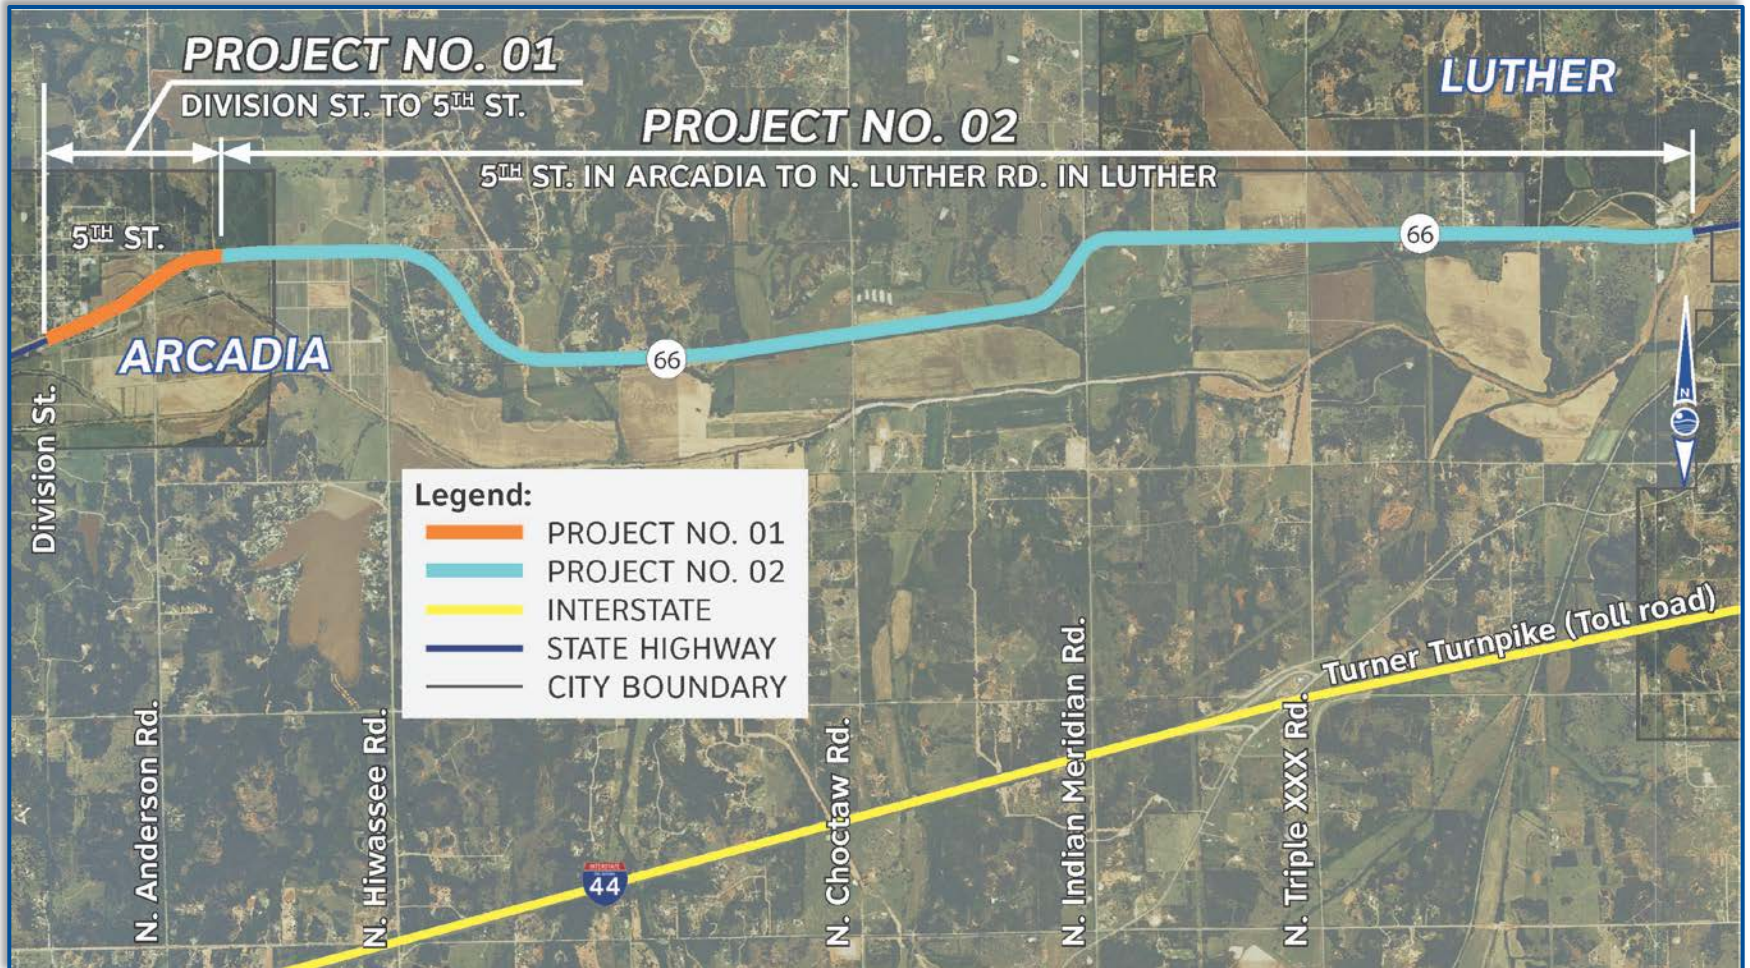 PROJECT NO. 01
DIVISION ST. TO 5TH ST.
LUTHER
PROJECT NO. 02
5TH ST. IN ARCADIA TO N. LUTHER RD. IN LUTHER
5TH ST.
66
66
ARCADIA
Division St.
N
Legend:
PROJECT NO. 01
PROJECT NO. 02
INTERSTATE
STATE HIGHWAY
CITY BOUNDARY
Turner Turnpike (Toll road)
N. Anderson Rd.
N. Hiwassee Rd.
N. Choctaw Rd.
N. Indian Meridian Rd.
N. Triple XXX Rd.
INTERSTATE
44